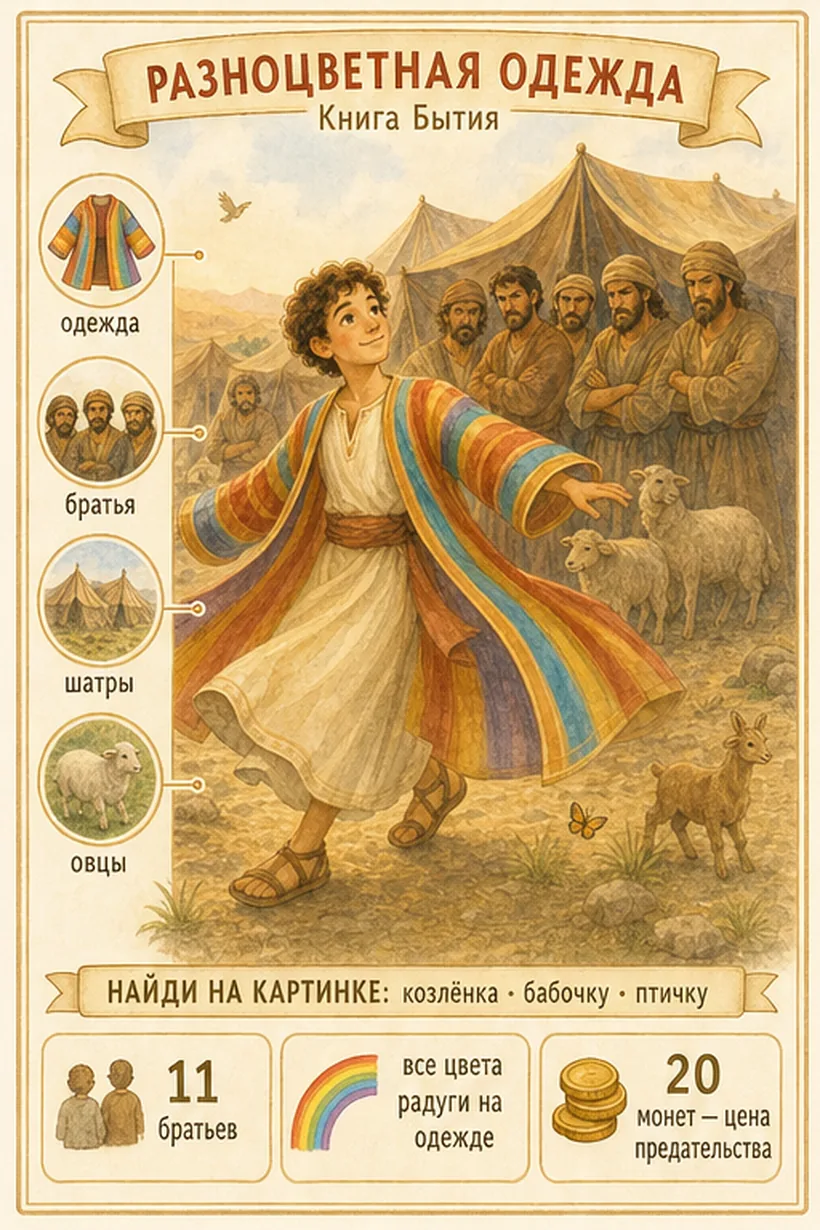 РАЗНОЦВЕТНАЯ ОДЕЖДА
Книга Бытия
одежда
братья
шатры
овцы
НАЙДИ НА КАРТИНКЕ: козлёнка · бабочку · птичку
11
братьев
все цвета
радуги на
одежде
20
монет — цена
предательства